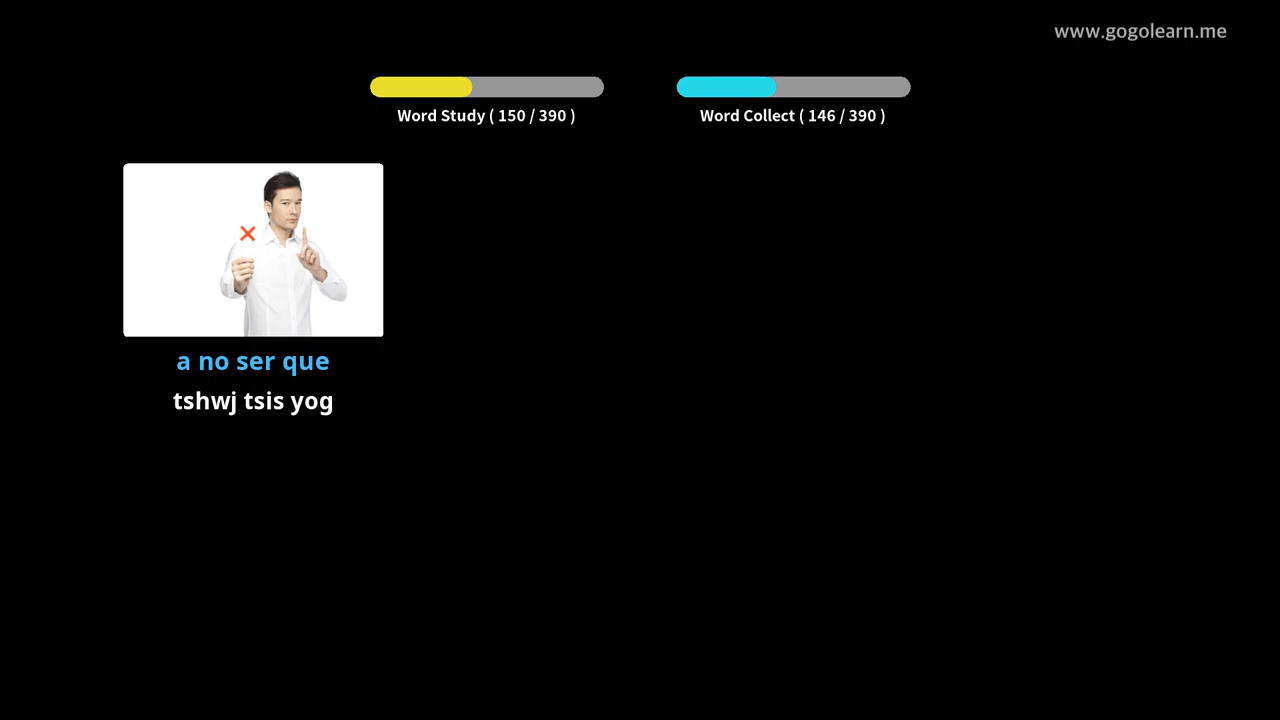 www.gogolearn.me
Word Study ( 150 / 390 )
Word Collect ( 146 / 390 )
a no ser que
tshwj tsis yog